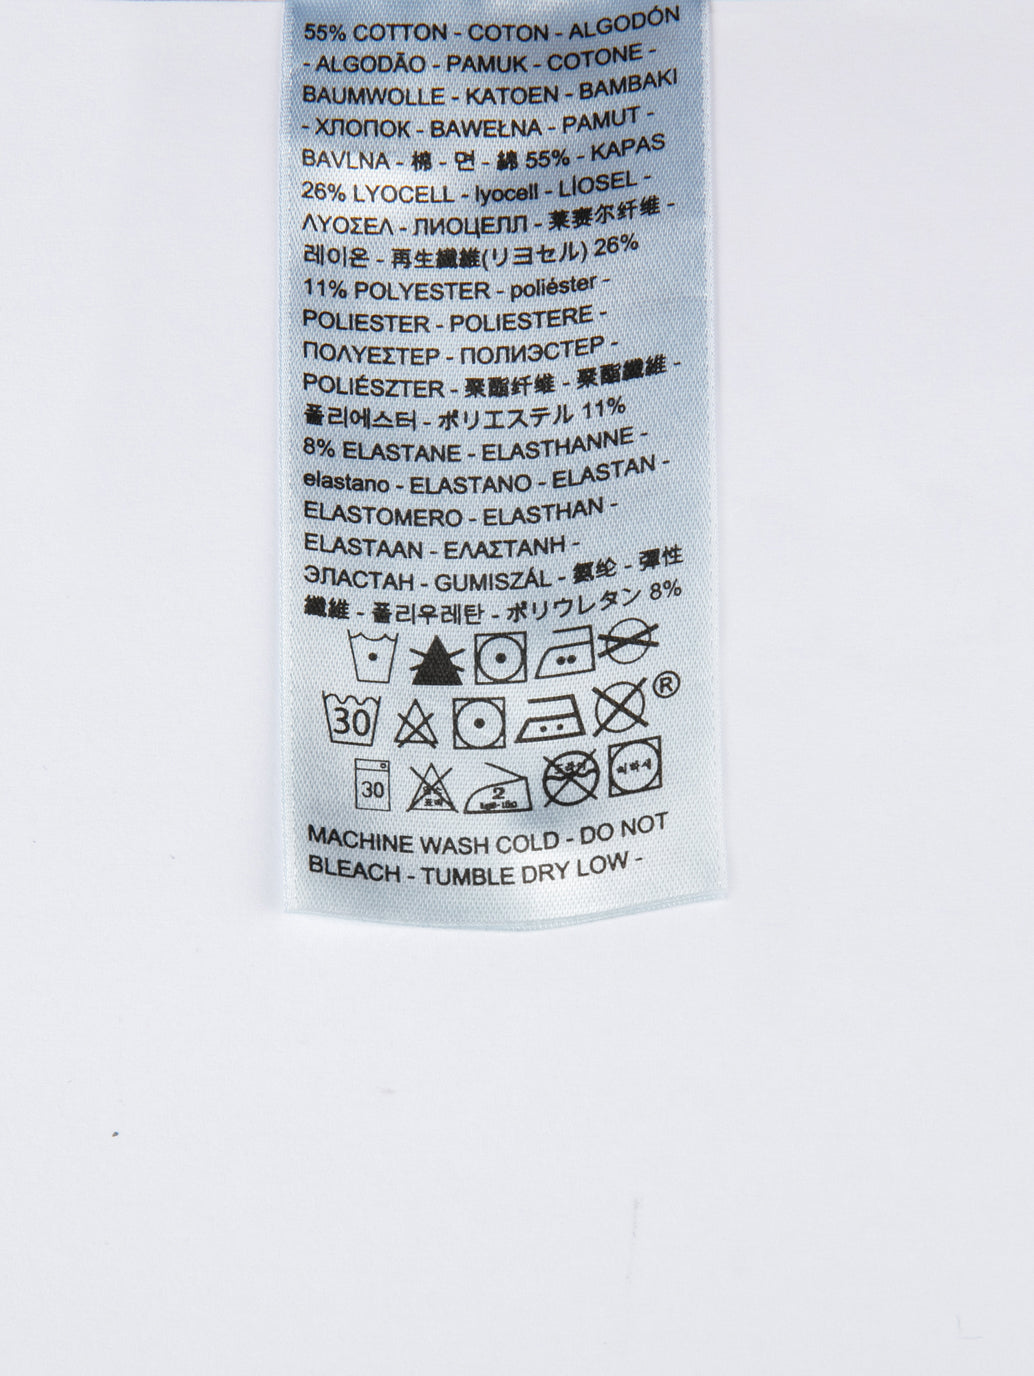 55% COTTON - COTON - ALGODÓN
- ALGODÃO - PAMUK - COTONE -
BAUMWOLLE - KATOEN - BAMBAKI
- ХЛОПОК - BAWEŁNA - PAMUT -
BAVLNA - 棉 - 면 - 綿 55% - KAPAS
26% LYOCELL - lyocell - LİOSEL -
ΛΥΟΣΕΛ - ЛИОЦЕЛЛ - 莱赛尔纤维 -
레이온 - 再生纖維(リヨセル) 26%
11% POLYESTER - poliéster -
POLIESTER - POLIESTERE -
ΠΟΛΥΕΣΤΕΡ - ПОЛИЭСТЕР -
POLIÉSZTER - 聚酯纤维 - 聚酯纖維 -
폴리에스터 - ポリエステル 11%
8% ELASTANE - ELASTHANNE -
elastano - ELASTANO - ELASTAN -
ELASTOMERO - ELASTHAN -
ELASTAAN - ΕΛΑΣΤΑΝΗ -
ЭЛАСТАН - GUMISZÁL - 氨纶 - 彈性
纖維 - 폴리우레탄 - ポリウレタン 8%
30 ®
30 2
MACHINE WASH COLD - DO NOT
BLEACH - TUMBLE DRY LOW -